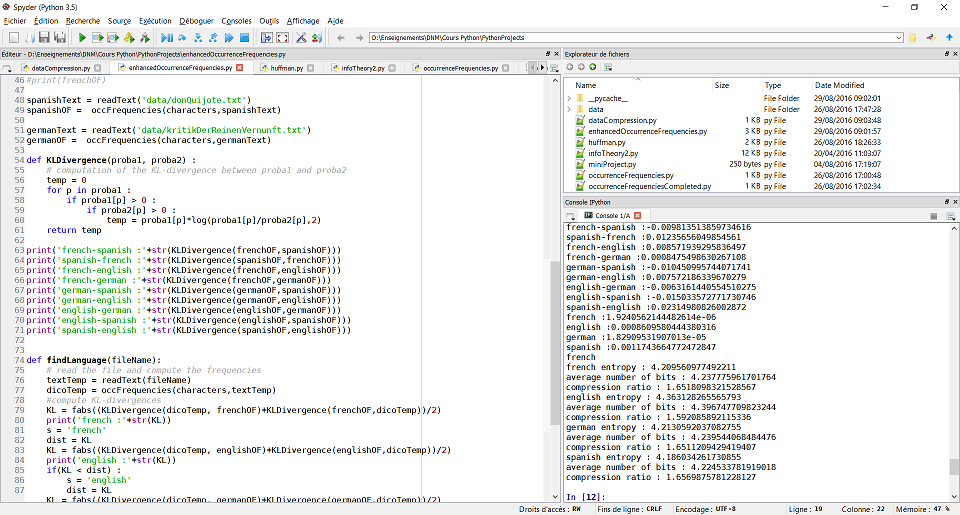 Spyder (Python 3.5)
Fichier Édition Recherche Source Exécution Déboguer Consoles Outils Affichage Aide
D:\Enseignements\DNM\Cours Python\PythonProjects
Éditeur - D:\Enseignements\DNM\Cours Python\PythonProjects\enhancedOccurrenceFrequencies.py
dataCompression.py enhancedOccurrenceFrequencies.py huffman.py infoTheory2.py occurrenceFrequencies.py
46 #print(frenchOF)
47
48 spanishText = readText('data/donQuijote.txt')
49 spanishOF =  occFrequencies(characters,spanishText)
50
51 germanText = readText('data/kritikDerReinenVernunft.txt')
52 germanOF =  occFrequencies(characters,germanText)
53
54 def KLDivergence(proba1, proba2) :
55     # computation of the KL-divergence between proba1 and proba2
56     temp = 0
57     for p in proba1 :
58         if proba1[p] > 0 :
59             if proba2[p] > 0 :
60                 temp = proba1[p]*log(proba1[p]/proba2[p],2)
61     return temp
62
63 print('french-spanish :'+str(KLDivergence(frenchOF,spanishOF)))
64 print('spanish-french :'+str(KLDivergence(spanishOF,frenchOF)))
65 print('french-english :'+str(KLDivergence(frenchOF,englishOF)))
66 print('french-german :'+str(KLDivergence(frenchOF,germanOF)))
67 print('german-spanish :'+str(KLDivergence(germanOF,spanishOF)))
68 print('german-english :'+str(KLDivergence(germanOF,englishOF)))
69 print('english-german :'+str(KLDivergence(englishOF,germanOF)))
70 print('english-spanish :'+str(KLDivergence(englishOF,spanishOF)))
71 print('spanish-english :'+str(KLDivergence(spanishOF,englishOF)))
72
73
74 def findLanguage(fileName):
75     # read the file and compute the frequencies
76     textTemp = readText(fileName)
77     dicoTemp = occFrequencies(characters,textTemp)
78     #compute KL-divergences
79     KL = fabs((KLDivergence(dicoTemp, frenchOF)+KLDivergence(frenchOF,dicoTemp))/2)
80     print('french :'+str(KL))
81     s = 'french'
82     dist = KL
83     KL = fabs((KLDivergence(dicoTemp, englishOF)+KLDivergence(englishOF,dicoTemp))/2)
84     print('english :'+str(KL))
85     if(KL < dist) :
86         s = 'english'
87         dist = KL
KL = fabs((KLDivergence(dicoTemp, germanOF)+KLDivergence(germanOF,dicoTemp))/2)
Explorateur de fichiers
Name Size Type Date Modified
__pycache__ File Folder 29/08/2016 09:02:01
data File Folder 26/08/2016 17:47:28
dataCompression.py 1 KB py File 29/08/2016 09:03:48
enhancedOccurrenceFrequencies.py 3 KB py File 29/08/2016 09:01:57
huffman.py 1 KB py File 26/08/2016 18:26:33
infoTheory2.py 12 KB py File 20/04/2016 11:03:07
miniProject.py 250 bytes py File 04/08/2016 17:19:07
occurrenceFrequencies.py 1 KB py File 26/08/2016 17:00:48
occurrenceFrequenciesCompleted.py 1 KB py File 26/08/2016 17:02:34
Console IPython
Console 1/A
french-spanish :-0.009813513859734616
spanish-french :0.01235656049854561
french-english :0.008571939295836497
french-german :0.0008475498630267108
german-spanish :-0.010450995744071741
german-english :0.007572186339670279
english-german :-0.0063161440554510275
english-spanish :-0.015033572771730746
spanish-english :0.02314980826002872
french :1.9240562144482614e-06
english :0.0008609580444380316
german :1.82909531907013e-05
spanish :0.0011743664772472847
french
french entropy : 4.209560977492211
average number of bits : 4.237775961701764
compression ratio : 1.6518098321528567
english entropy : 4.363128265565793
average number of bits : 4.396747709823244
compression ratio : 1.592085892115336
german entropy : 4.2130592037082755
average number of bits : 4.239544068484476
compression ratio : 1.6511209429419407
spanish entropy : 4.186034261730855
average number of bits : 4.224533781919018
compression ratio : 1.6569875781228127
In [12]:
Droits d'accès : RW Fins de ligne : CRLF Encodage : UTF-8 Ligne : 19 Colonne : 22 Mémoire : 47 %